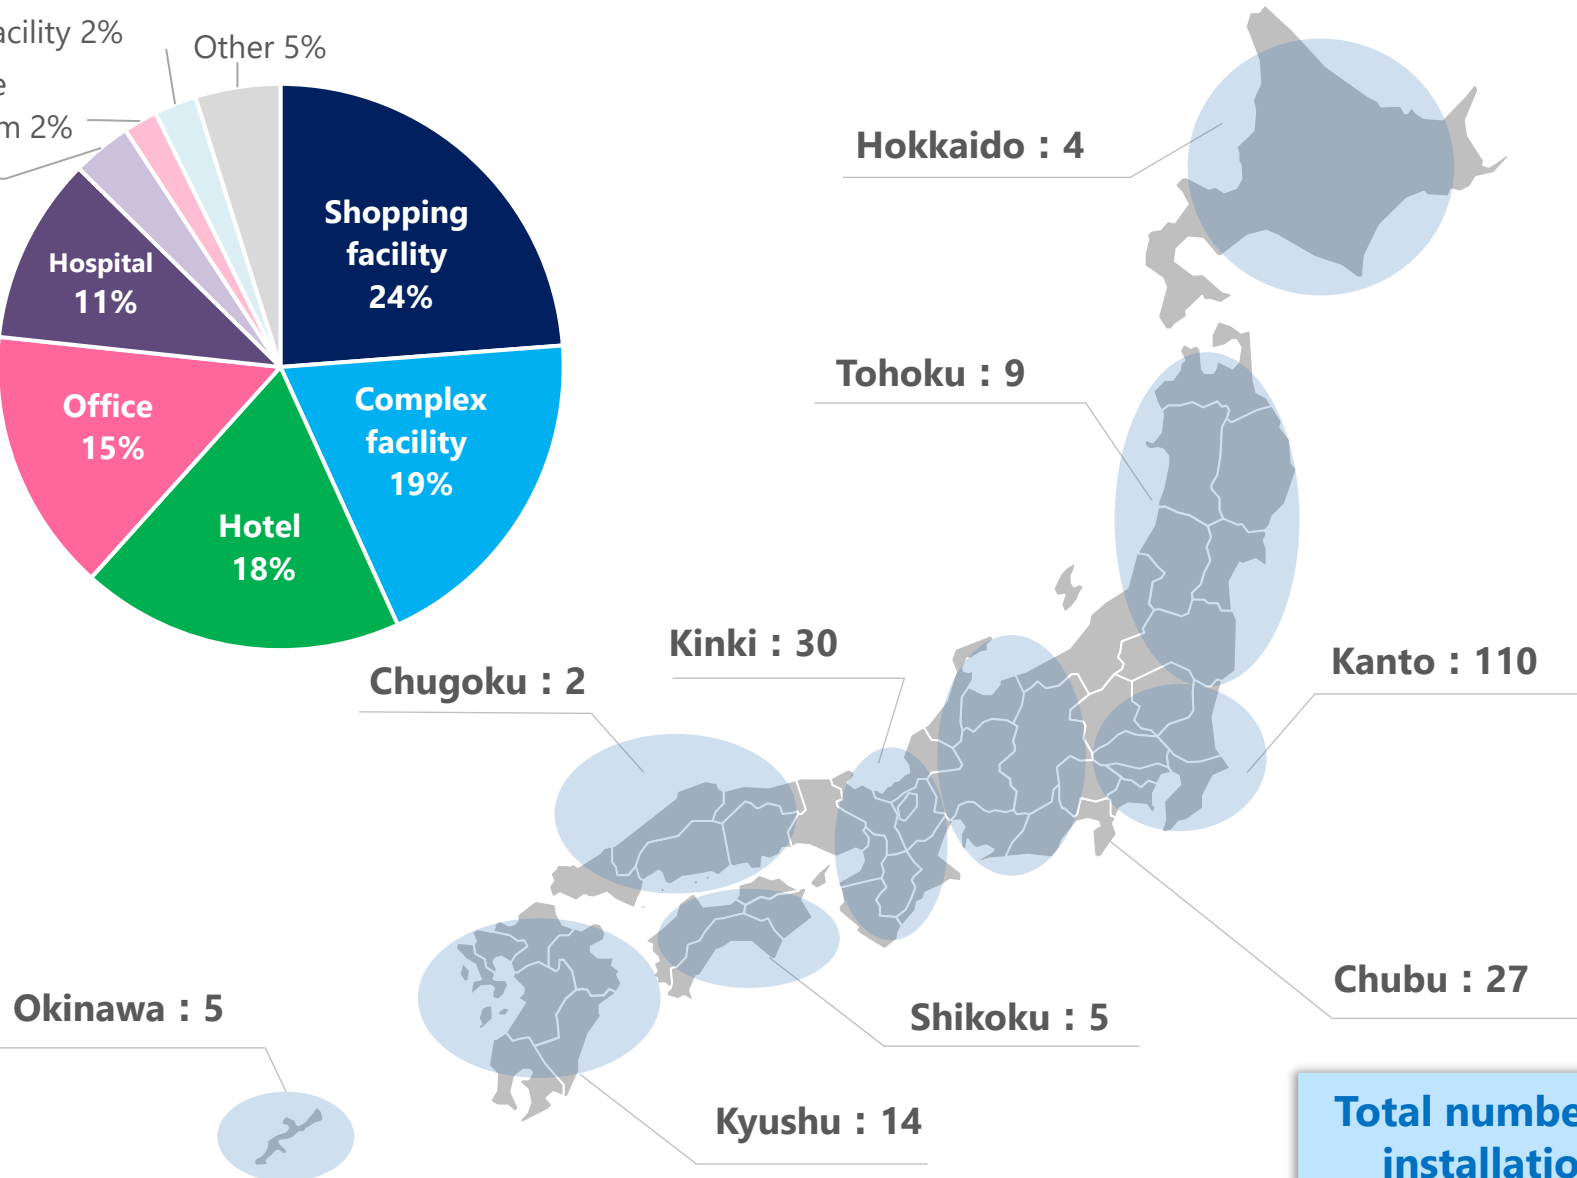 acility 2%
Other 5%
e
m 2%
Shopping
facility
24%
Complex
facility
19%
Hotel
18%
Office
15%
Hospital
11%
Hokkaido：4
Tohoku：9
Kinki：30
Chugoku：2
Kanto：110
Chubu：27
Shikoku：5
Okinawa：5
Kyushu：14
Total numbe
installatio